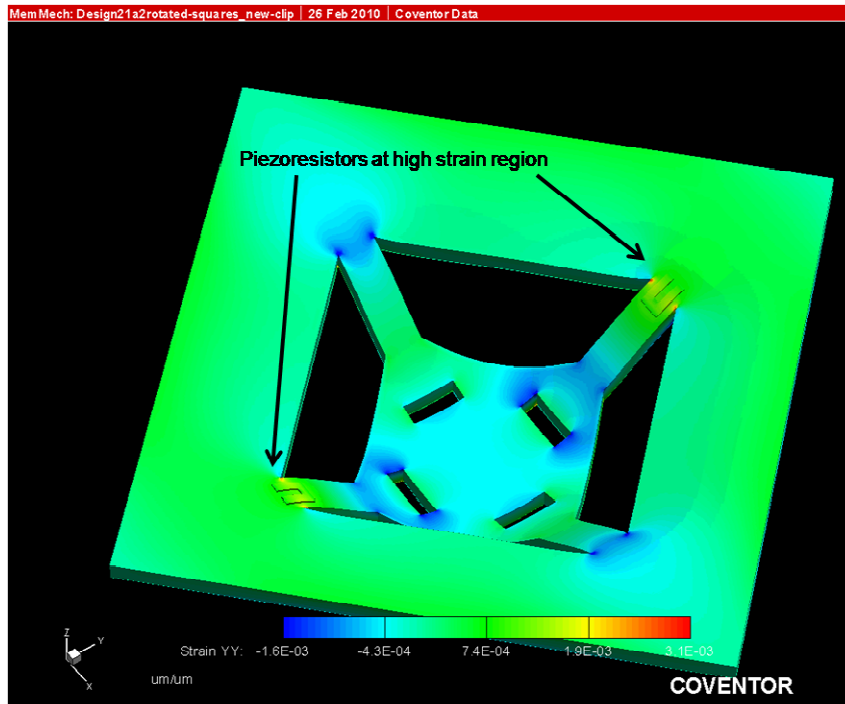 MemMech: Design21a2rotated-squares_new-clip | 26 Feb 2010 | Coventor Data
Piezoresistors at high strain region
Strain YY: -1.6E-03 -4.3E-04 7.4E-04 1.9E-03 3.1E-03
um/um
Z
Y
X
COVENTOR